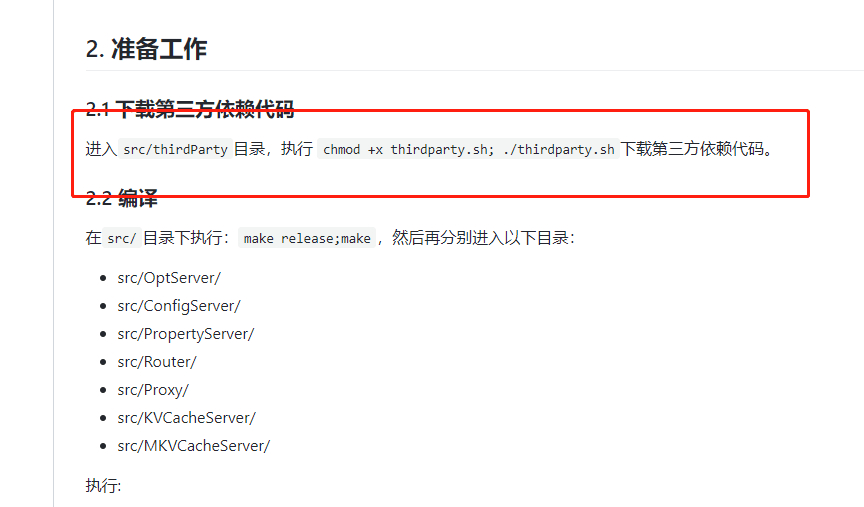 2. 准备工作
2.1 下载第三方依赖代码
进入 src/thirdParty 目录，执行 chmod +x thirdparty.sh; ./thirdparty.sh 下载第三方依赖代码。
2.2 编译
在 src/ 目录下执行： make release;make ，然后再分别进入以下目录：
• src/OptServer/
• src/ConfigServer/
• src/PropertyServer/
• src/Router/
• src/Proxy/
• src/KVCacheServer/
• src/MKVCacheServer/
执行: